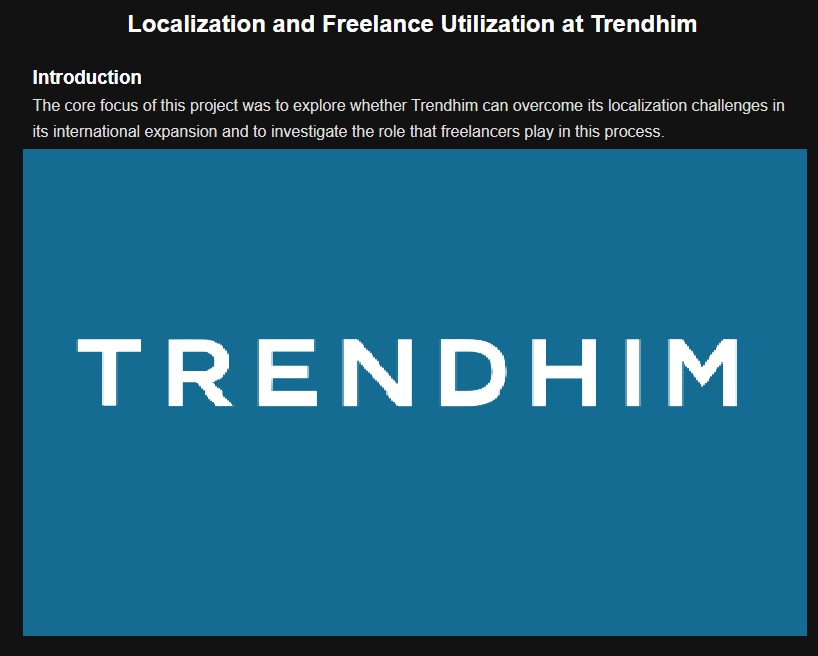 Localization and Freelance Utilization at Trendhim
Introduction
The core focus of this project was to explore whether Trendhim can overcome its localization challenges in
its international expansion and to investigate the role that freelancers play in this process.
TRENDHIM